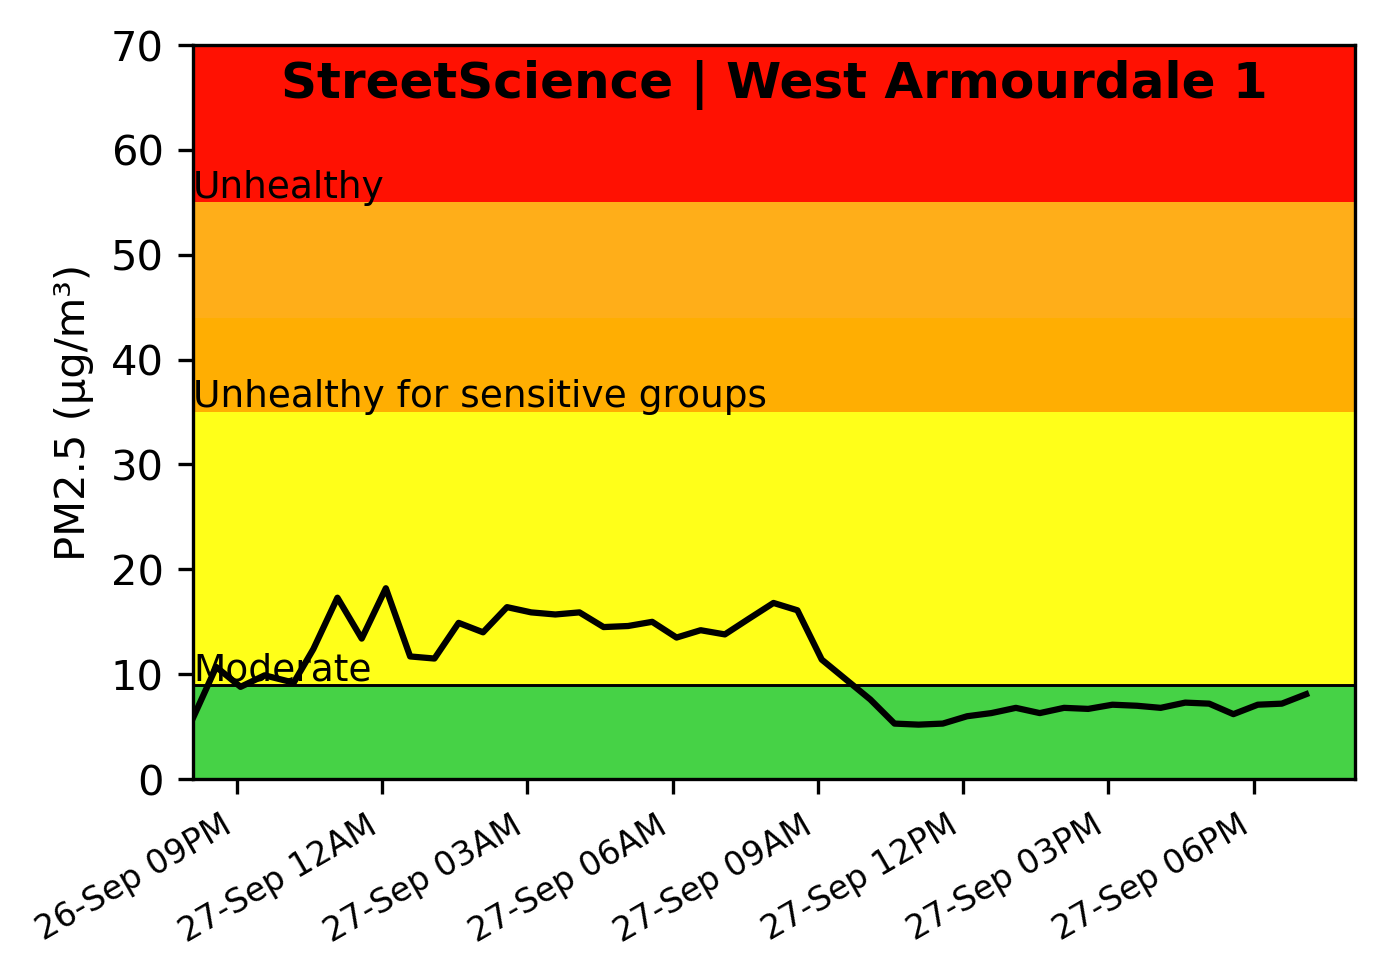 StreetScience | West Armourdale 1
PM2.5 (µg/m³)
70
60
50
40
30
20
10
0
Unhealthy
Unhealthy for sensitive groups
Moderate
26-Sep 09PM
27-Sep 12AM
27-Sep 03AM
27-Sep 06AM
27-Sep 09AM
27-Sep 12PM
27-Sep 03PM
27-Sep 06PM